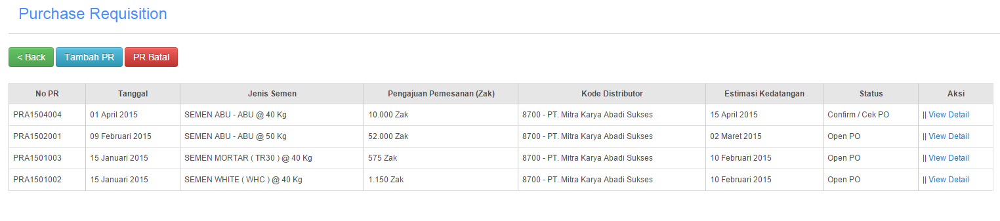 Purchase Requisition
< Back Tambah PR PR Batal
No PR Tanggal Jenis Semen Pengajuan Pemesanan (Zak) Kode Distributor Estimasi Kedatangan Status Aksi
PRA1504004 01 April 2015 SEMEN ABU - ABU @ 40 Kg 10.000 Zak 8700 - PT. Mitra Karya Abadi Sukses 15 April 2015 Confirm / Cek PO || View Detail
PRA1502001 09 Februari 2015 SEMEN ABU - ABU @ 50 Kg 52.000 Zak 8700 - PT. Mitra Karya Abadi Sukses 02 Maret 2015 Open PO || View Detail
PRA1501003 15 Januari 2015 SEMEN MORTAR ( TR30 ) @ 40 Kg 575 Zak 8700 - PT. Mitra Karya Abadi Sukses 10 Februari 2015 Open PO || View Detail
PRA1501002 15 Januari 2015 SEMEN WHITE ( WHC ) @ 40 Kg 1.150 Zak 8700 - PT. Mitra Karya Abadi Sukses 10 Februari 2015 Open PO || View Detail